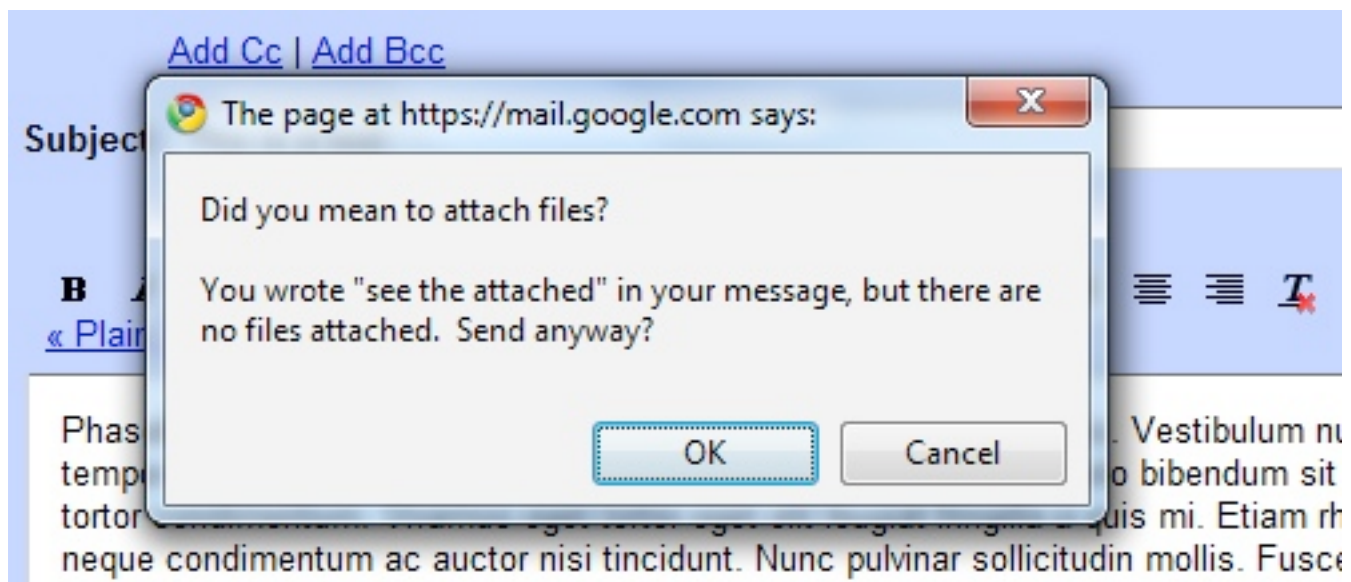 Add Cc | Add Bcc
The page at https://mail.google.com says:
Subject
Did you mean to attach files?
You wrote "see the attached" in your message, but there are
no files attached. Send anyway?
B
« Plain
OK Cancel
Phas . Vestibulum nu
temp o bibendum sit
tortor quis mi. Etiam rh
neque condimentum ac auctor nisi tincidunt. Nunc pulvinar sollicitudin mollis. Fusce